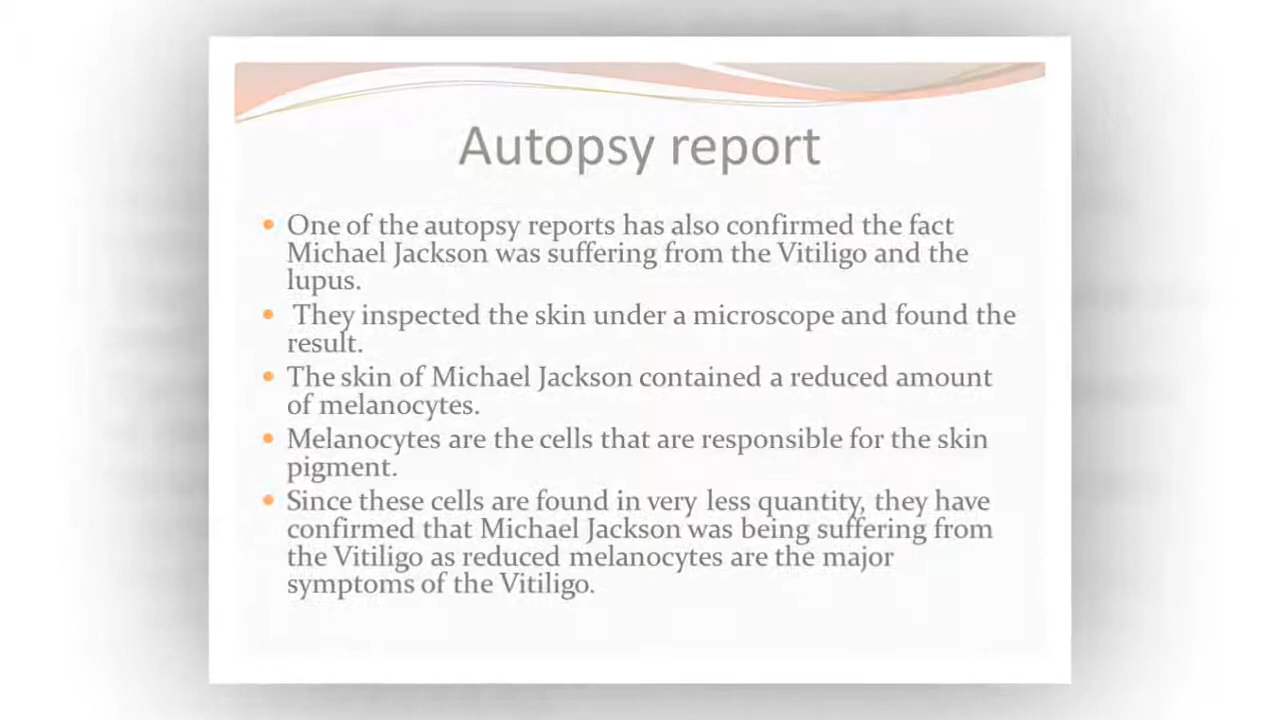 Autopsy report
• One of the autopsy reports has also confirmed the fact
Michael Jackson was suffering from the Vitiligo and the
lupus.
• They inspected the skin under a microscope and found the
result.
• The skin of Michael Jackson contained a reduced amount
of melanocytes.
• Melanocytes are the cells that are responsible for the skin
pigment.
• Since these cells are found in very less quantity, they have
confirmed that Michael Jackson was being suffering from
the Vitiligo as reduced melanocytes are the major
symptoms of the Vitiligo.